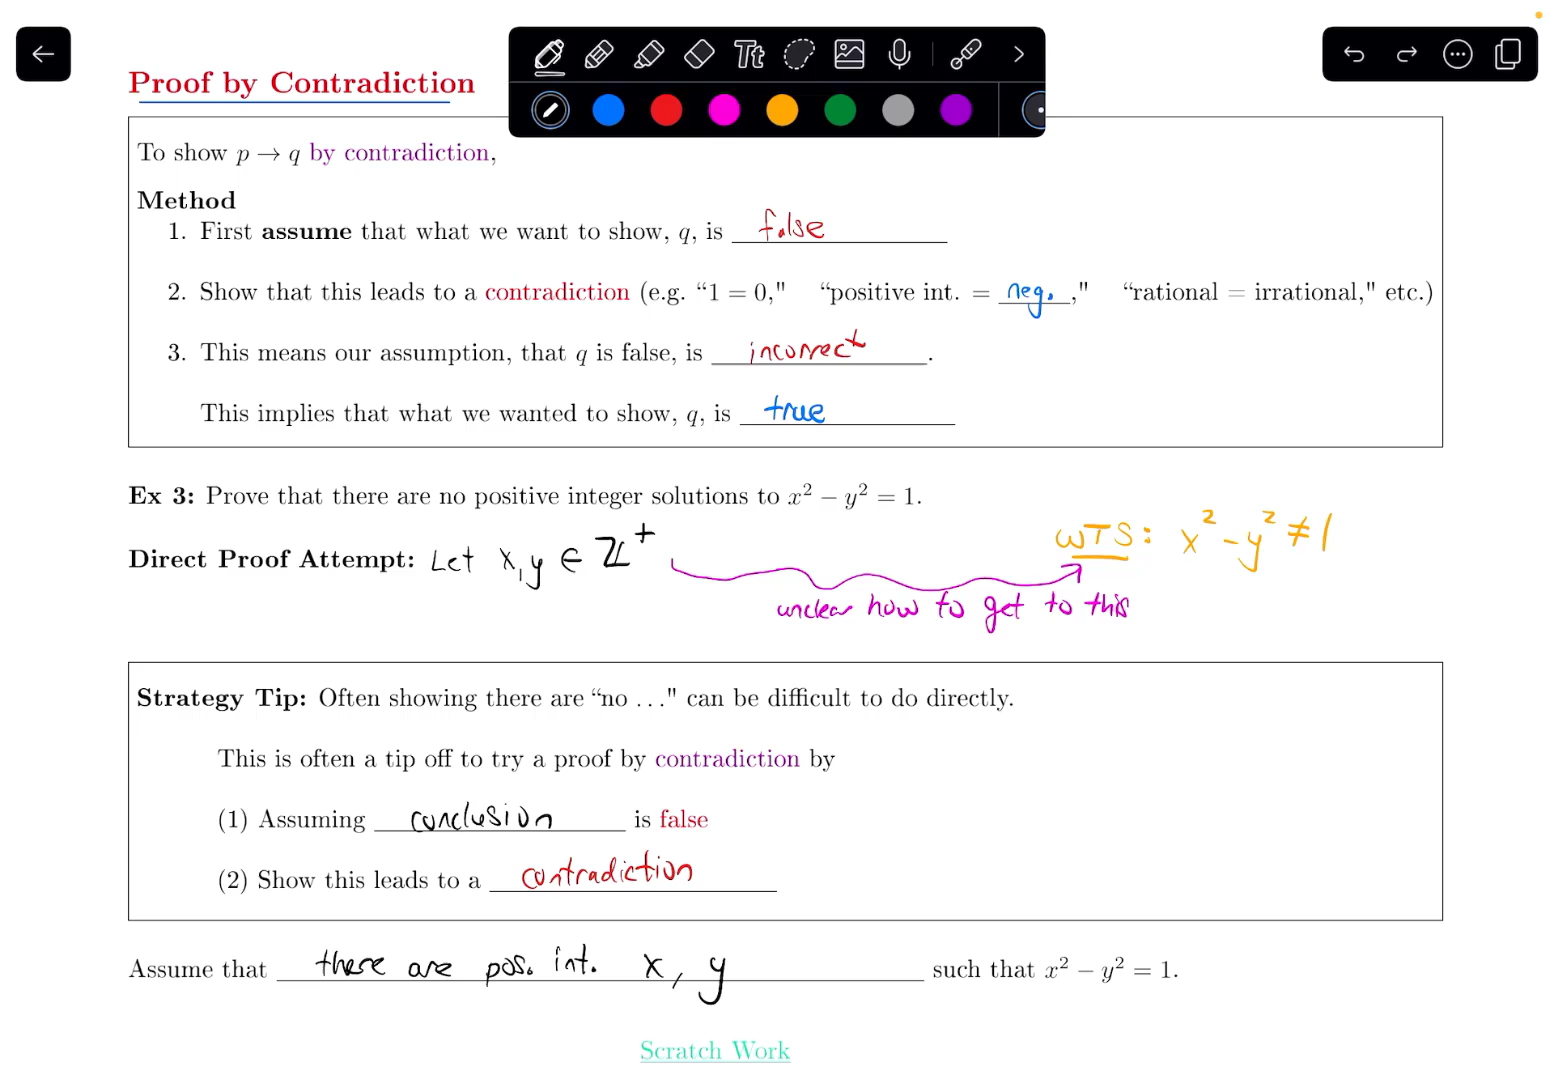 Proof by Contradiction
To show p → q by contradiction,
Method
1. First assume that what we want to show, q, is false
2. Show that this leads to a contradiction (e.g. “1 = 0," “positive int. = neg.," “rational = irrational," etc.)
3. This means our assumption, that q is false, is incorrect.
This implies that what we wanted to show, q, is true
Ex 3: Prove that there are no positive integer solutions to x² − y² = 1.
Direct Proof Attempt: Let x, y ∈ ℤ⁺ WTS: x² - y² ≠ 1
unclear how to get to this
Strategy Tip: Often showing there are “no . . ." can be difficult to do directly.
This is often a tip off to try a proof by contradiction by
(1) Assuming conclusion is false
(2) Show this leads to a contradiction
Assume that there are pos. int. x, y such that x² − y² = 1.
Scratch Work